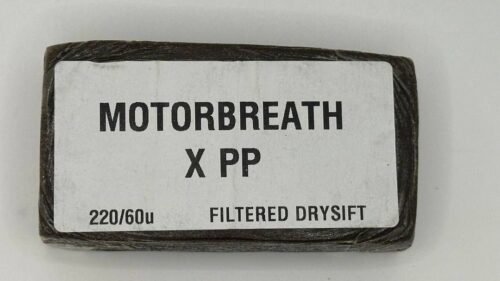 MOTORBREATH
X PP
220/60u FILTERED DRYSIFT